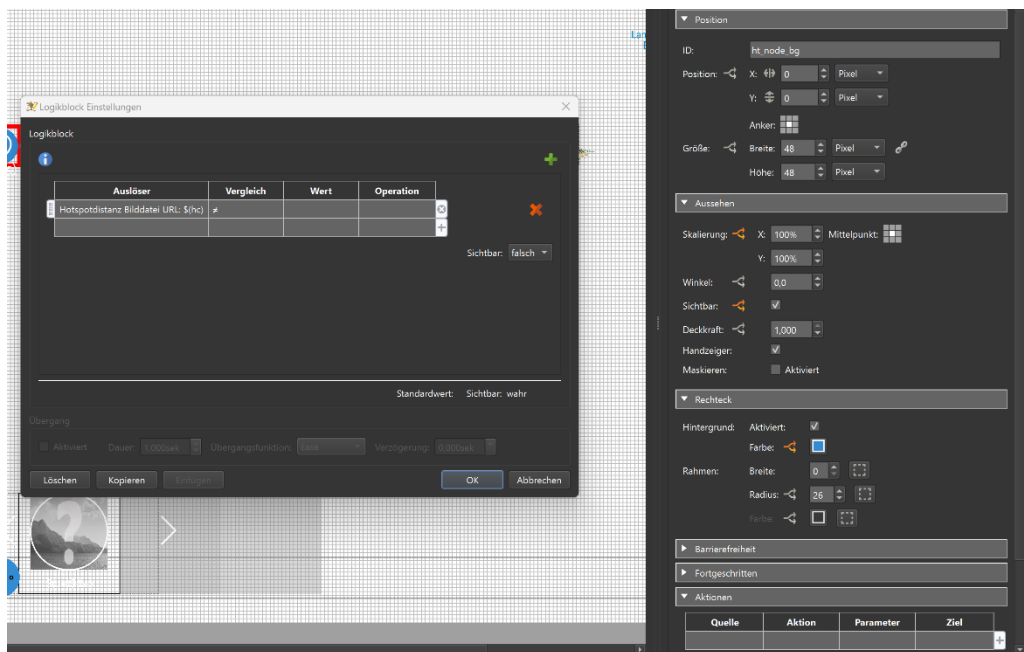 Lan
Logikblock Einstellungen
Logikblock
Auslöser Vergleich Wert Operation
Hotspotdistanz Bilddatei URL: $(hc) ≠
Sichtbar: falsch
Standardwert: Sichtbar: wahr
Übergang
Aktiviert Dauer: 1,000sek Übergangsfunktion: Verzögerung: 0,000sek
Löschen Kopieren Einfügen OK Abbrechen
Position
ID: ht_node_bg
Position: X: 0 Pixel
Y: 0 Pixel
Anker:
Größe: Breite: 48 Pixel
Höhe: 48 Pixel
Aussehen
Skalierung: X: 100% Mittelpunkt:
Y: 100%
Winkel: 0,0
Sichtbar:
Deckkraft: 1,000
Handzeiger:
Maskieren: Aktiviert
Rechteck
Hintergrund: Aktiviert:
Farbe:
Rahmen: Breite: 0
Radius: 26
Farbe:
Barrierefreiheit
Fortgeschritten
Aktionen
Quelle Aktion Parameter Ziel